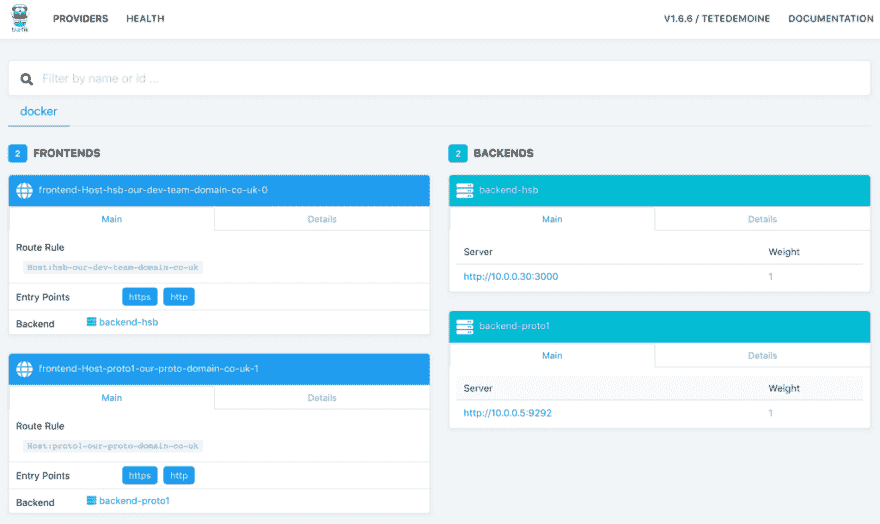 træfik
PROVIDERS HEALTH V1.6.6 / TETEDEMOINE DOCUMENTATION
Filter by name or id ...
docker
2 FRONTENDS
frontend-Host-hsb-our-dev-team-domain-co-uk-0
Main Details
Route Rule
Host:hsb-our-dev-team-domain-co-uk
Entry Points https http
Backend backend-hsb
frontend-Host-proto1-our-proto-domain-co-uk-1
Main Details
Route Rule
Host:proto1-our-proto-domain-co-uk
Entry Points https http
Backend backend-proto1
2 BACKENDS
backend-hsb
Main Details
Server Weight
http://10.0.0.30:3000 1
backend-proto1
Main Details
Server Weight
http://10.0.0.5:9292 1